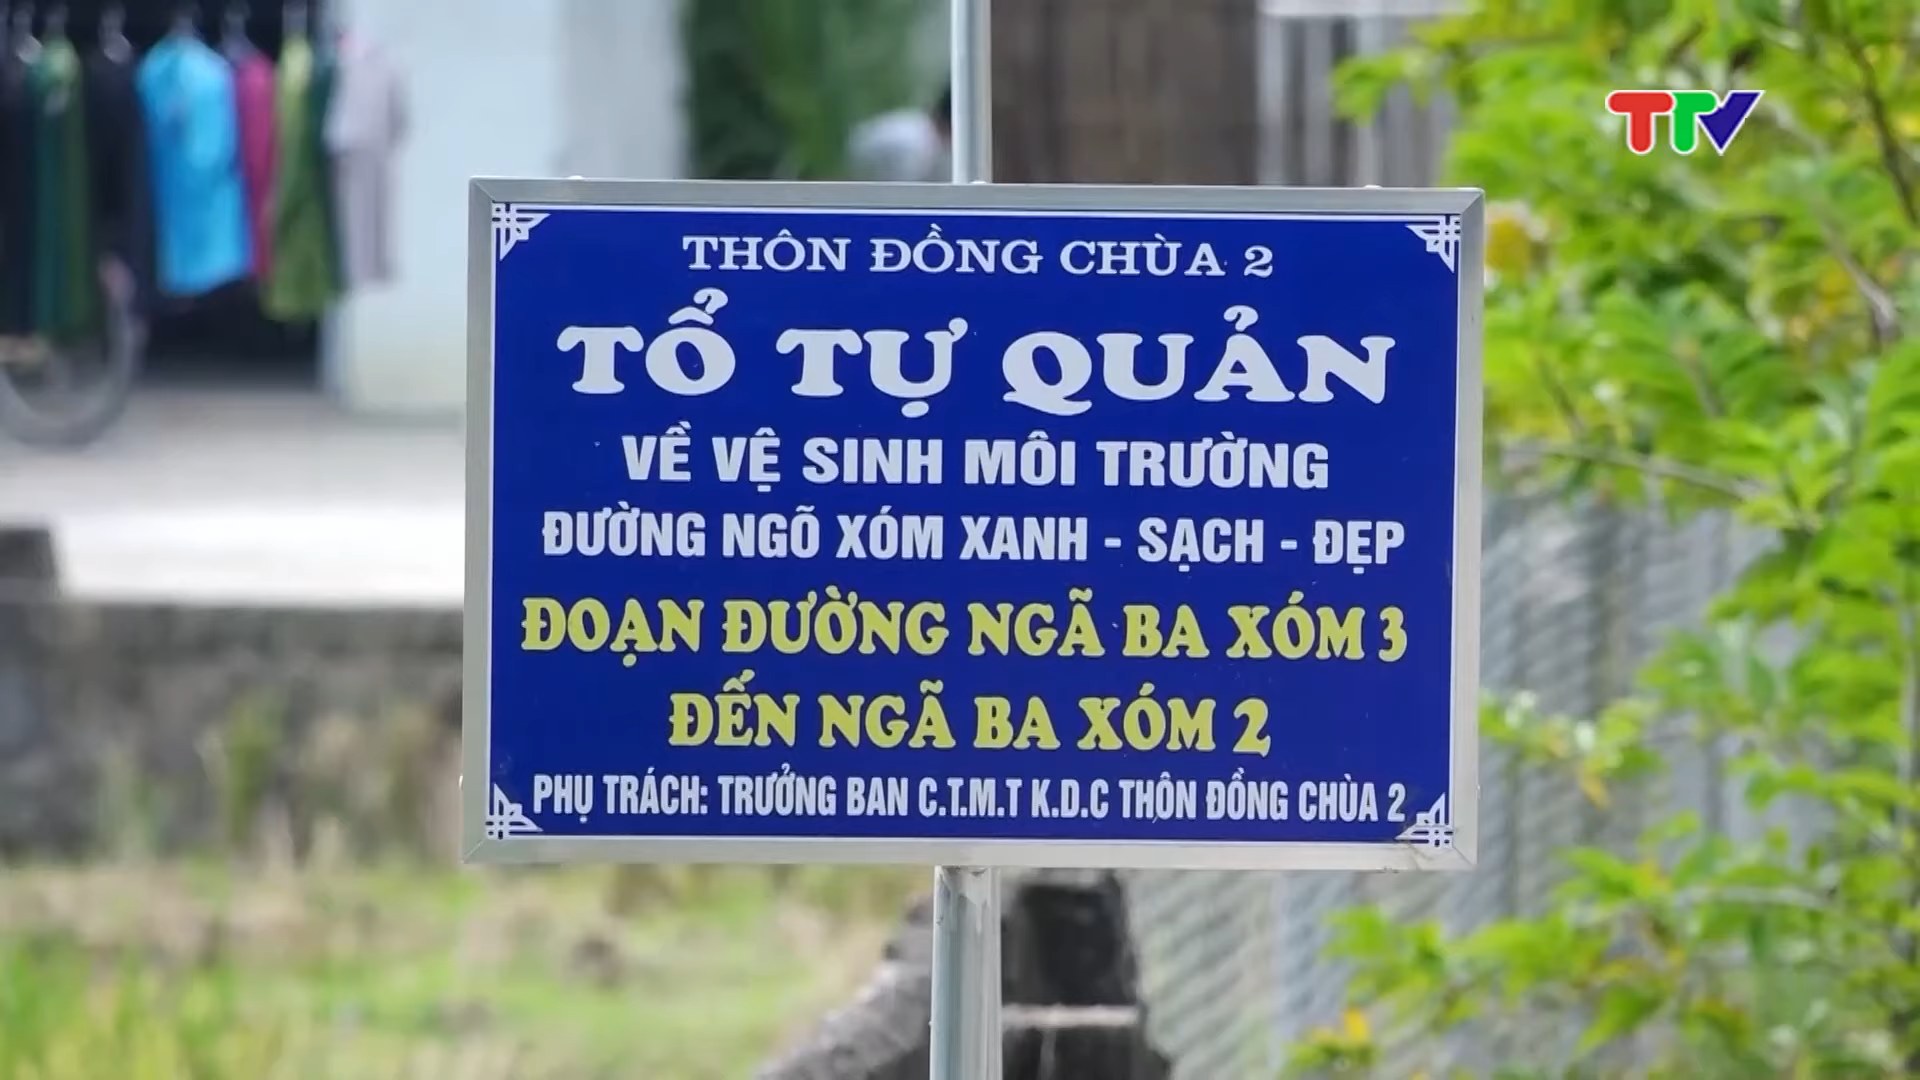 TTV
THÔN ĐỒNG CHÙA 2
TỔ TỰ QUẢN
VỀ VỆ SINH MÔI TRƯỜNG
ĐƯỜNG NGÕ XÓM XANH - SẠCH - ĐẸP
ĐOẠN ĐƯỜNG NGÃ BA XÓM 3
ĐẾN NGÃ BA XÓM 2
PHỤ TRÁCH: TRƯỞNG BAN C.T.M.T K.D.C THÔN ĐỒNG CHÙA 2